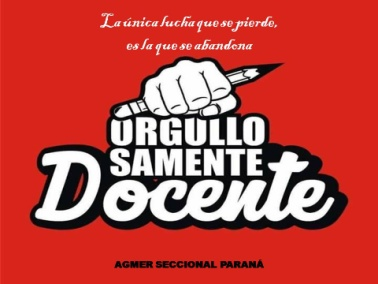 La única lucha que se pierde,
es la que se abandona
ORGULLO
SAMENTE
Docente
AGMER SECCIONAL PARANÁ